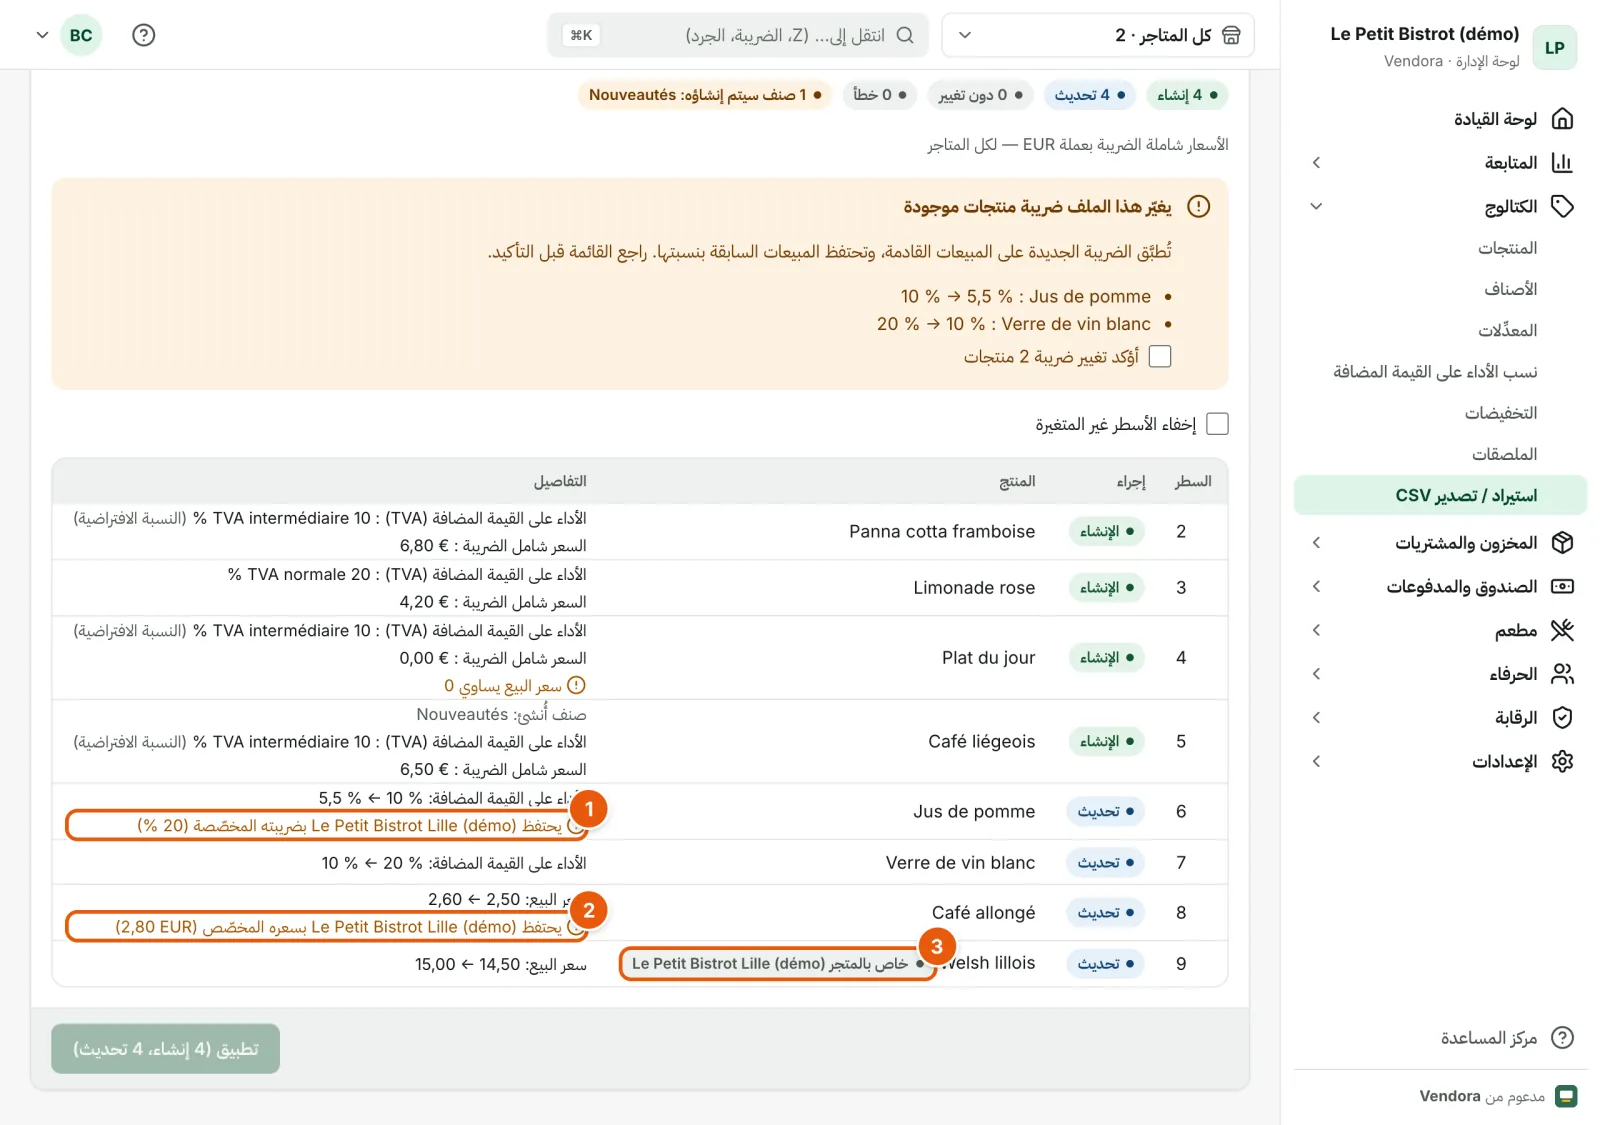 Le Petit Bistrot (démo)
لوحة الإدارة · Vendora
LP
كل المتاجر · 2
انتقل إلى... (Z، الضريبة، الجرد)
⌘K
BC
لوحة القيادة
المتابعة
الكتالوج
المنتجات
الأصناف
المعدِّلات
نسب الأداء على القيمة المضافة
التخفيضات
الملصقات
استيراد / تصدير CSV
المخزون والمشتريات
الصندوق والمدفوعات
مطعم
الحرفاء
الرقابة
الإعدادات
مركز المساعدة
مدعوم من Vendora
4 إنشاء
4 تحديث
0 دون تغيير
0 خطأ
1 صنف سيتم إنشاؤه: Nouveautés
الأسعار شاملة الضريبة بعملة EUR — لكل المتاجر
يغيّر هذا الملف ضريبة منتجات موجودة
تُطبَّق الضريبة الجديدة على المبيعات القادمة، وتحتفظ المبيعات السابقة بنسبتها. راجع القائمة قبل التأكيد.
• Jus de pomme : 10 % → 5,5 %
• Verre de vin blanc : 20 % → 10 %
أؤكد تغيير ضريبة 2 منتجات
إخفاء الأسطر غير المتغيرة
السطر إجراء المنتج التفاصيل
2 الإنشاء Panna cotta framboise
الأداء على القيمة المضافة (TVA) : TVA intermédiaire 10 % (النسبة الافتراضية)
السعر شامل الضريبة : 6,80 €
3 الإنشاء Limonade rose
الأداء على القيمة المضافة (TVA) : TVA normale 20 %
السعر شامل الضريبة : 4,20 €
4 الإنشاء Plat du jour
الأداء على القيمة المضافة (TVA) : TVA intermédiaire 10 % (النسبة الافتراضية)
السعر شامل الضريبة : 0,00 €
سعر البيع يساوي 0
5 الإنشاء Café liégeois
صنف أُنشئ: Nouveautés
الأداء على القيمة المضافة (TVA) : TVA intermédiaire 10 % (النسبة الافتراضية)
السعر شامل الضريبة : 6,50 €
6 تحديث Jus de pomme
على القيمة المضافة: 10 % ← 5,5 %
1
يحتفظ Le Petit Bistrot Lille (démo) بضريبته المخصّصة (20 %)
7 تحديث Verre de vin blanc
الأداء على القيمة المضافة: 20 % ← 10 %
8 تحديث Café allongé
البيع: 2,50 ← 2,60
2
يحتفظ Le Petit Bistrot Lille (démo) بسعره المخصّص (2,80 EUR)
9 تحديث Welsh lillois
3
خاص بالمتجر Le Petit Bistrot Lille (démo)
سعر البيع: 14,50 ← 15,00
تطبيق (4 إنشاء، 4 تحديث)